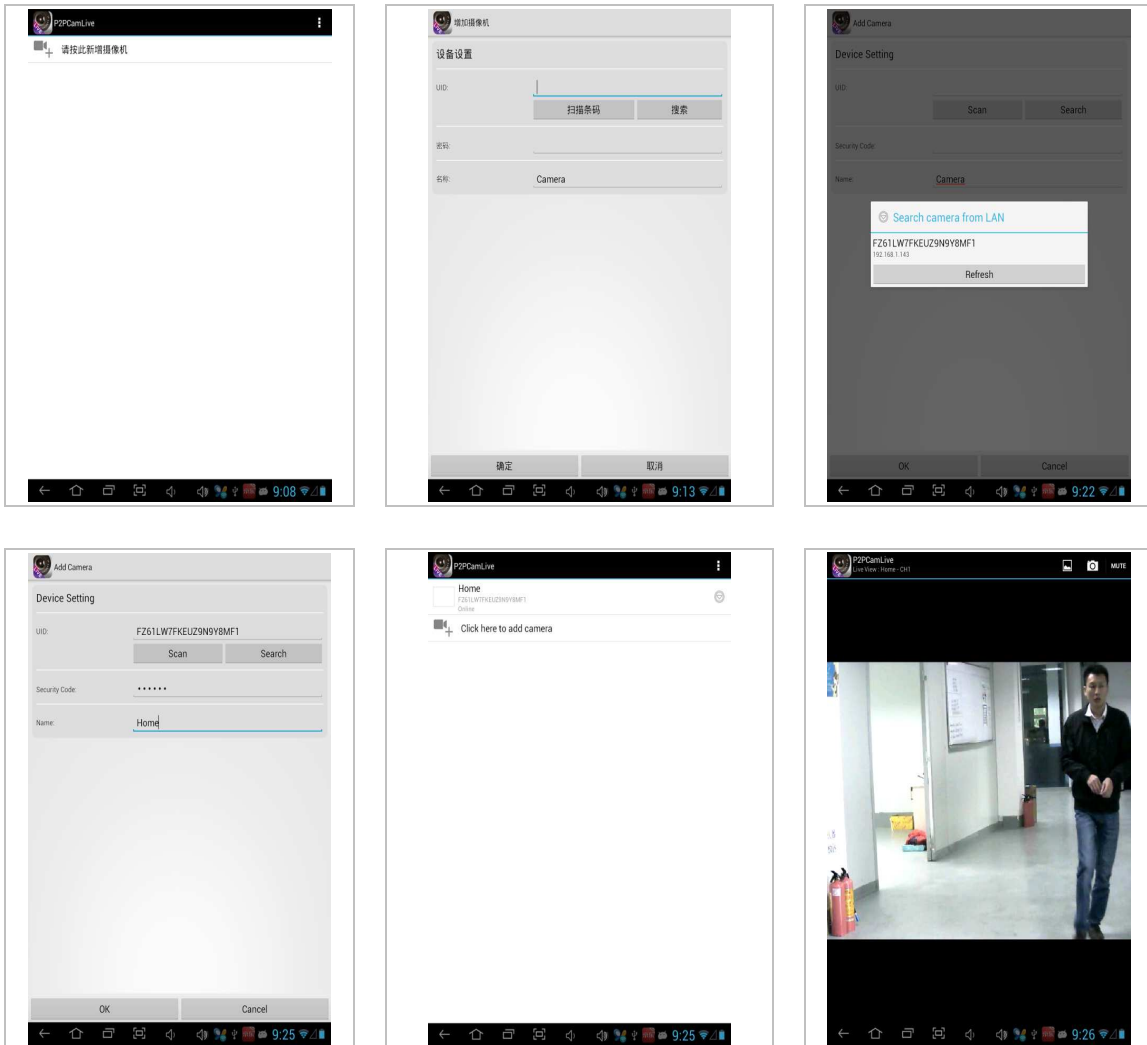 P2PCamLive
请按此新增摄像机
9:08
增加摄像机
设备设置
UID:
扫描条码 搜索
密码:
名称: Camera
确定 取消
9:13
Add Camera
Device Setting
UID:
Scan Search
Security Code:
Name: Camera
Search camera from LAN
FZ61LW7FKEUZ9N9Y8MF1
192.168.1.143
Refresh
OK Cancel
9:22
Add Camera
Device Setting
UID: FZ61LW7FKEUZ9N9Y8MF1
Scan Search
Security Code: ••••••
Name: Home
OK Cancel
9:25
P2PCamLive
Home
FZ61LW7FKEUZ9N9Y8MF1
Online
Click here to add camera
9:25
P2PCamLive
Live View : Home - CH1
MUTE
9:26